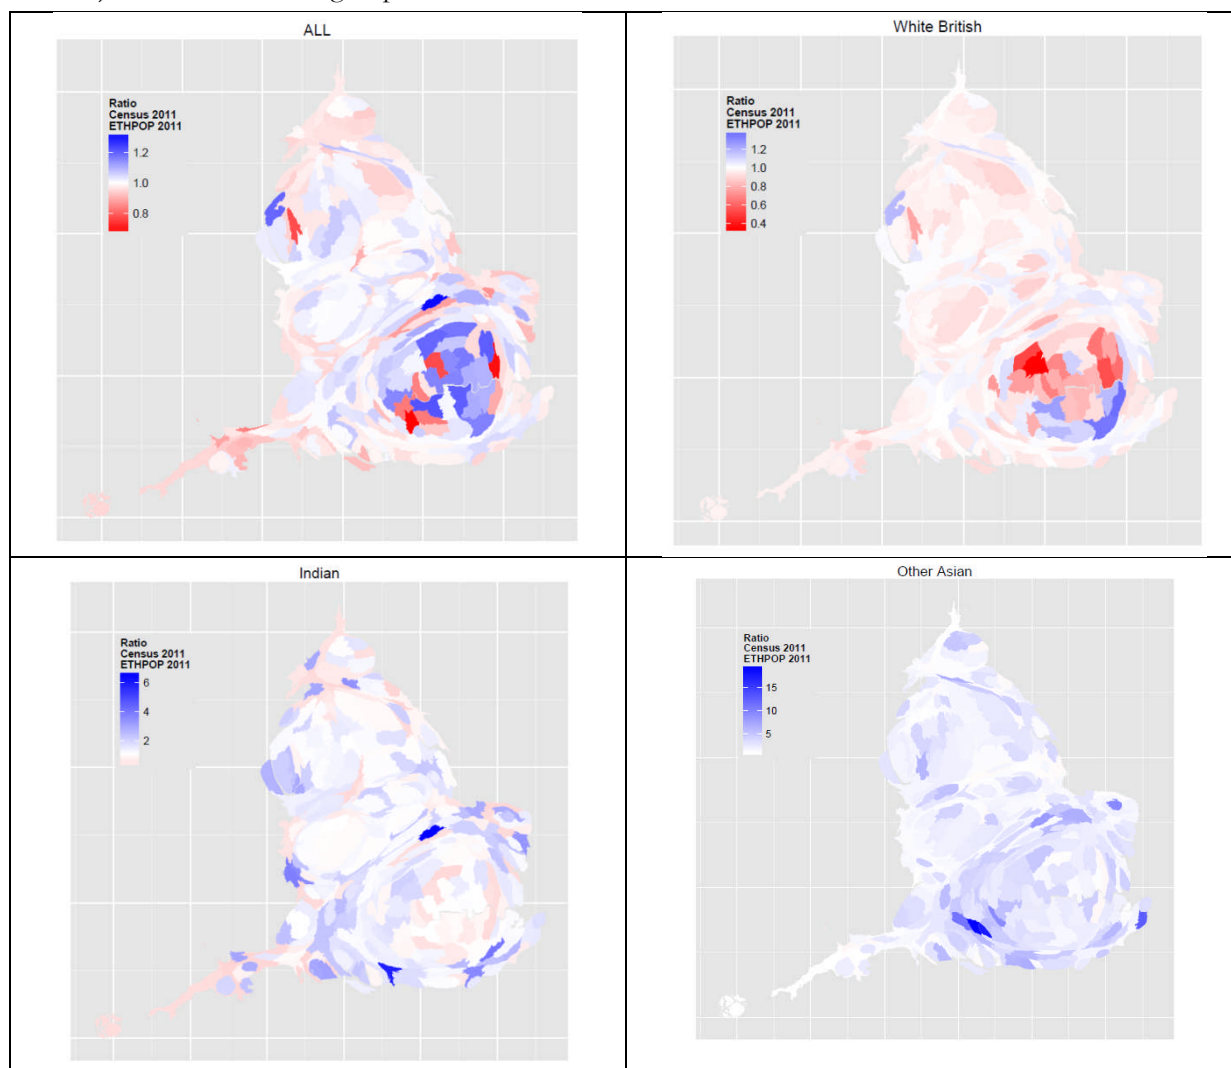 ALL
Ratio
Census 2011
ETHPOP 2011
1.2
1.0
0.8
White British
Ratio
Census 2011
ETHPOP 2011
1.2
1.0
0.8
0.6
0.4
Indian
Ratio
Census 2011
ETHPOP 2011
6
4
2
Other Asian
Ratio
Census 2011
ETHPOP 2011
15
10
5